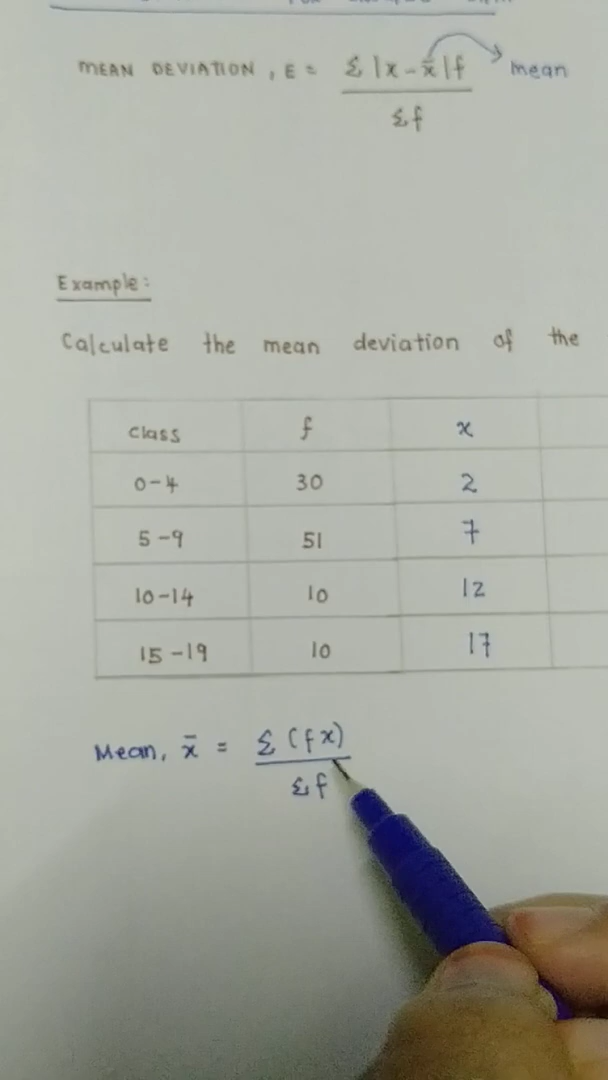 MEAN DEVIATION, E = Σ|x - x̄|f mean
Σf
Example:
Calculate the mean deviation of the
class f x
0-4 30 2
5-9 51 7
10-14 10 12
15-19 10 17
Mean, x̄ = Σ(fx)
Σf